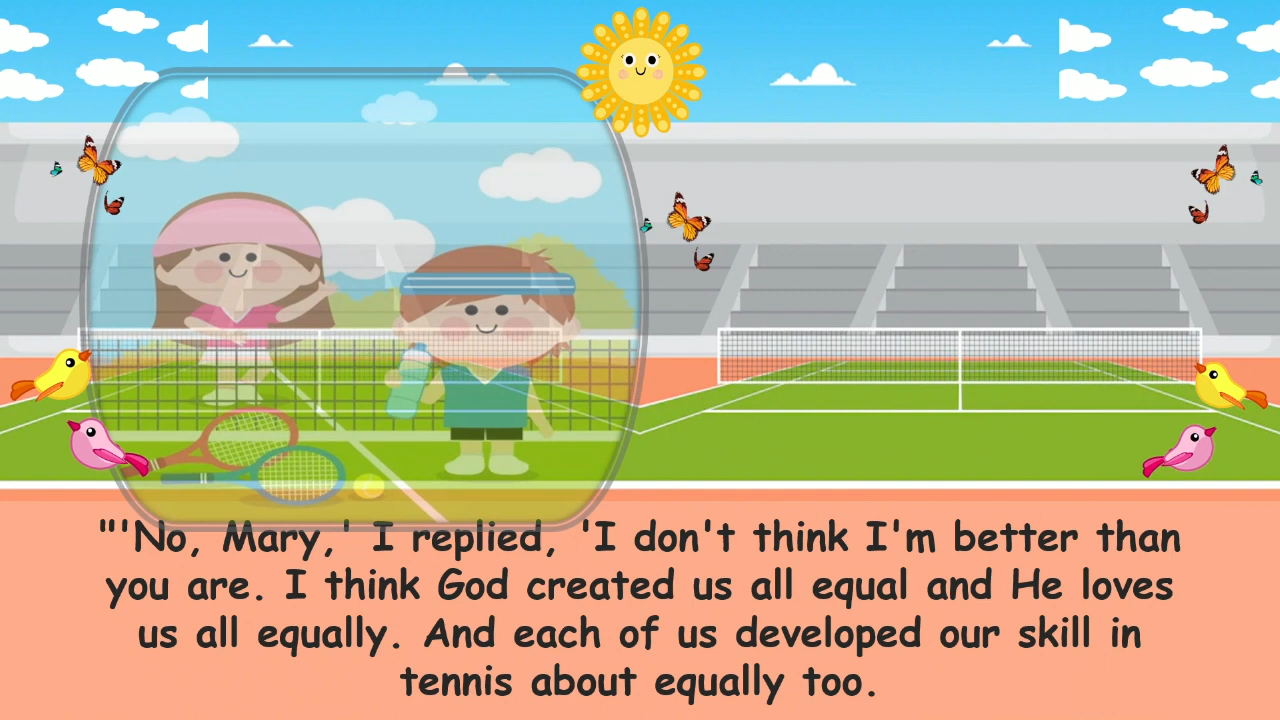 "'No, Mary,' I replied, 'I don't think I'm better than
you are. I think God created us all equal and He loves
us all equally. And each of us developed our skill in
tennis about equally too.